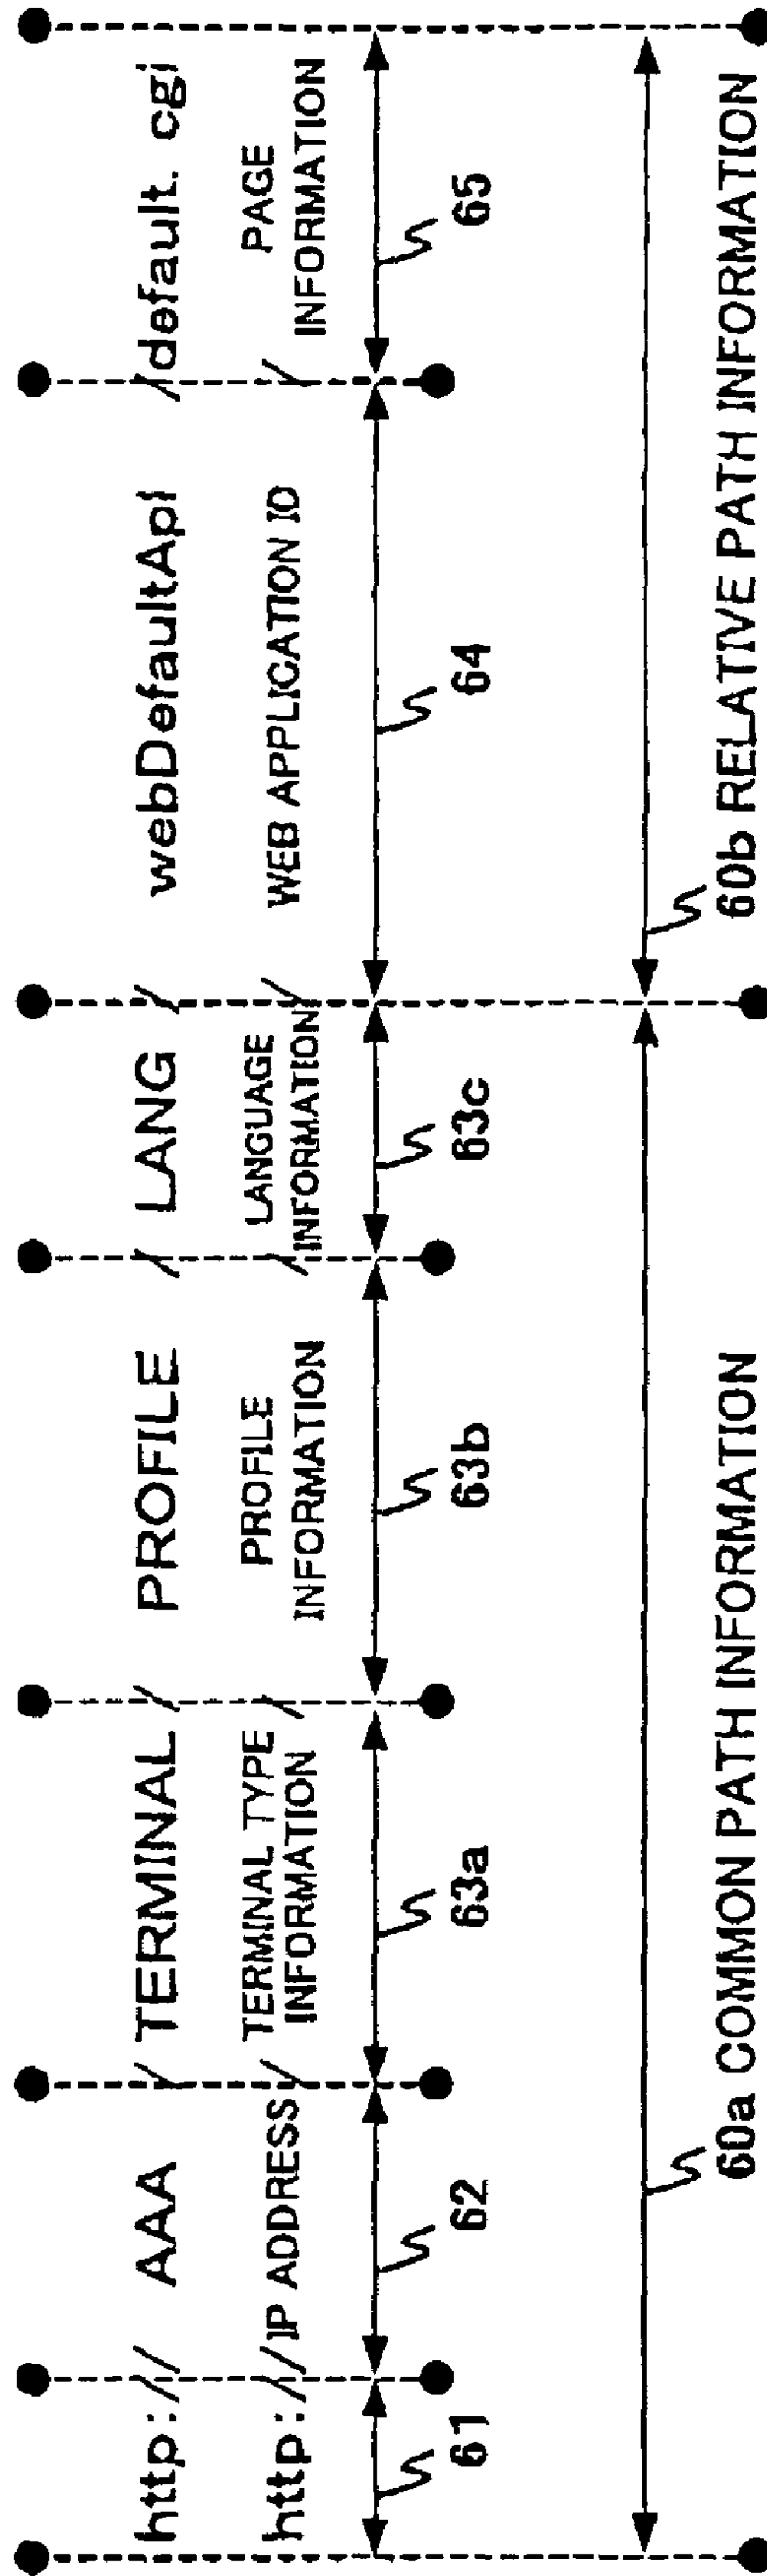 http:// AAA / TERMINAL / PROFILE / LANG / webDefaultApl /default. cgi
http://IP ADDRESS / TERMINAL TYPE INFORMATION / PROFILE INFORMATION / LANGUAGE INFORMATION / WEB APPLICATION ID / PAGE INFORMATION
61 62 63a 63b 63c 64 65
60a COMMON PATH INFORMATION 60b RELATIVE PATH INFORMATION